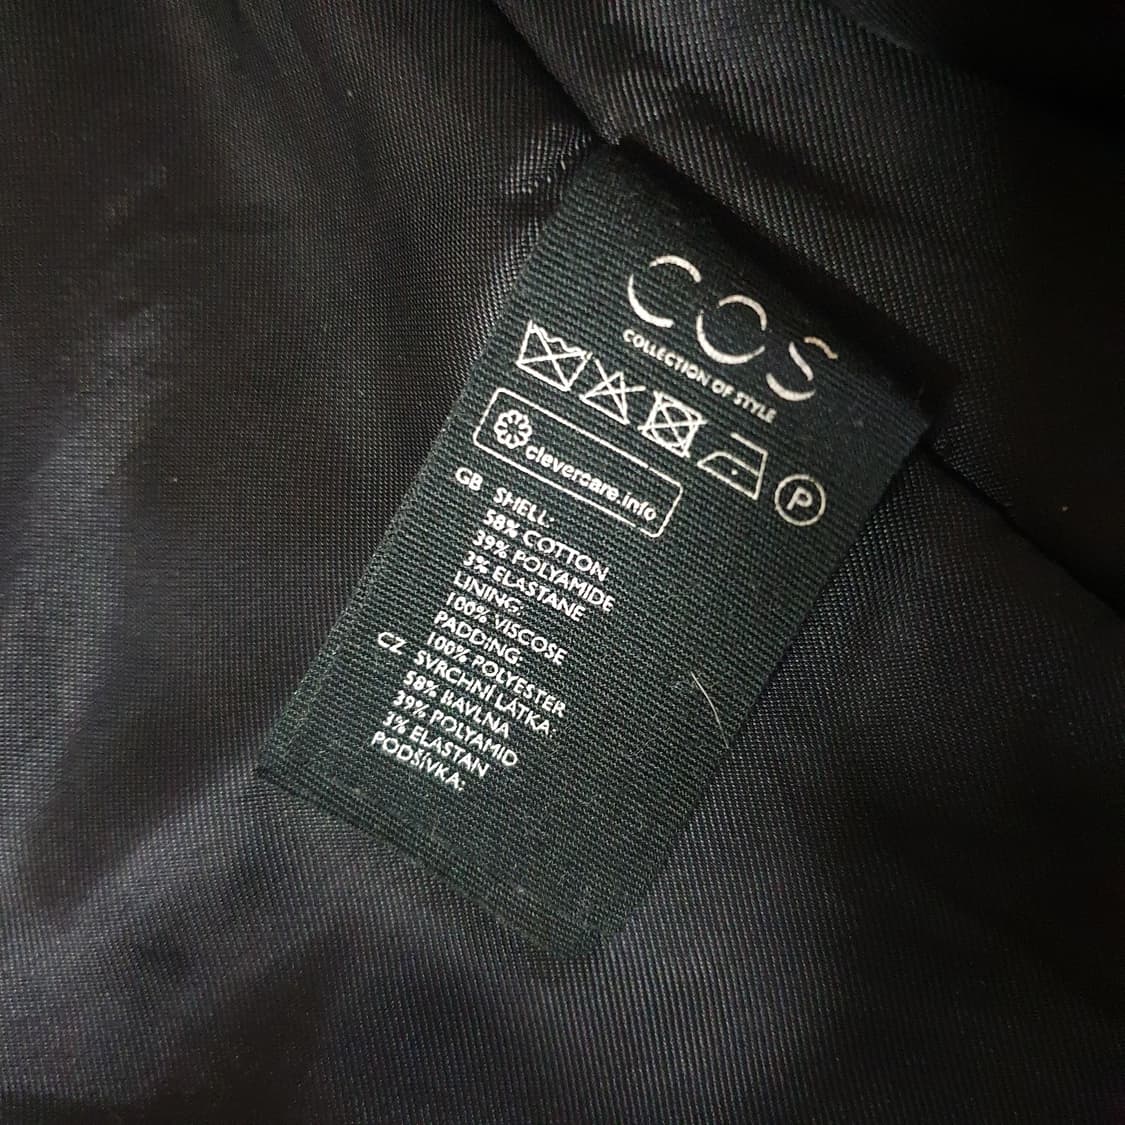 COS
COLLECTION OF STYLE
P
clevercare.info
GB SHELL:
58% COTTON
39% POLYAMIDE
3% ELASTANE
LINING:
100% VISCOSE
PADDING:
100% POLYESTER
CZ SVRCHNÍ LÁTKA:
58% BAVLNA
39% POLYAMID
3% ELASTAN
PODŠÍVKA: